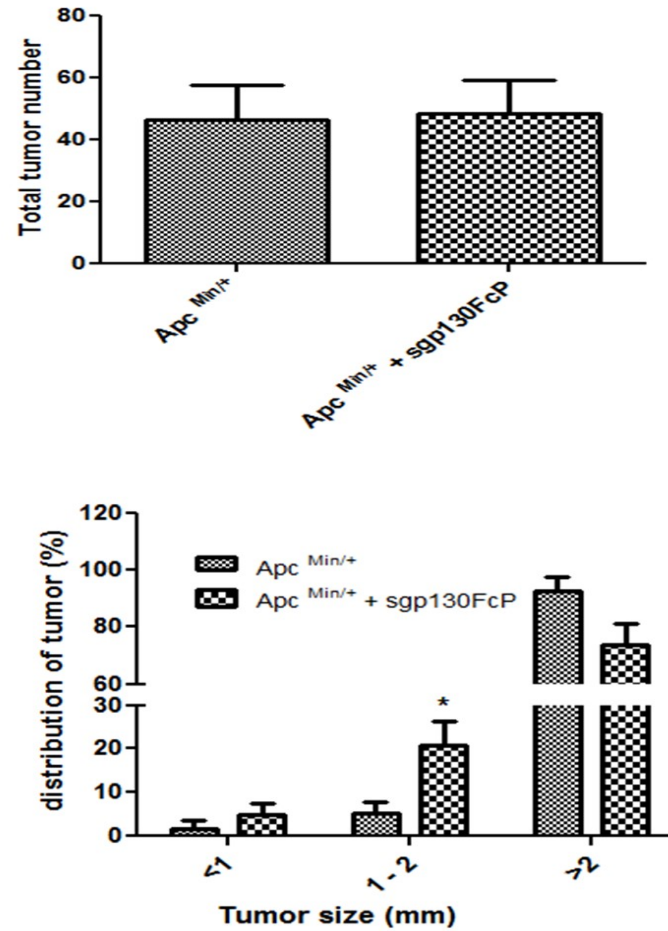 80
60
40
20
0
Total tumor number
Apc Min/+
Apc Min/+ + sgp130FcP
120
100
80
60
30
20
10
0
distribution of tumor (%)
Apc Min/+
Apc Min/+ + sgp130FcP
*
<1
1 - 2
>2
Tumor size (mm)